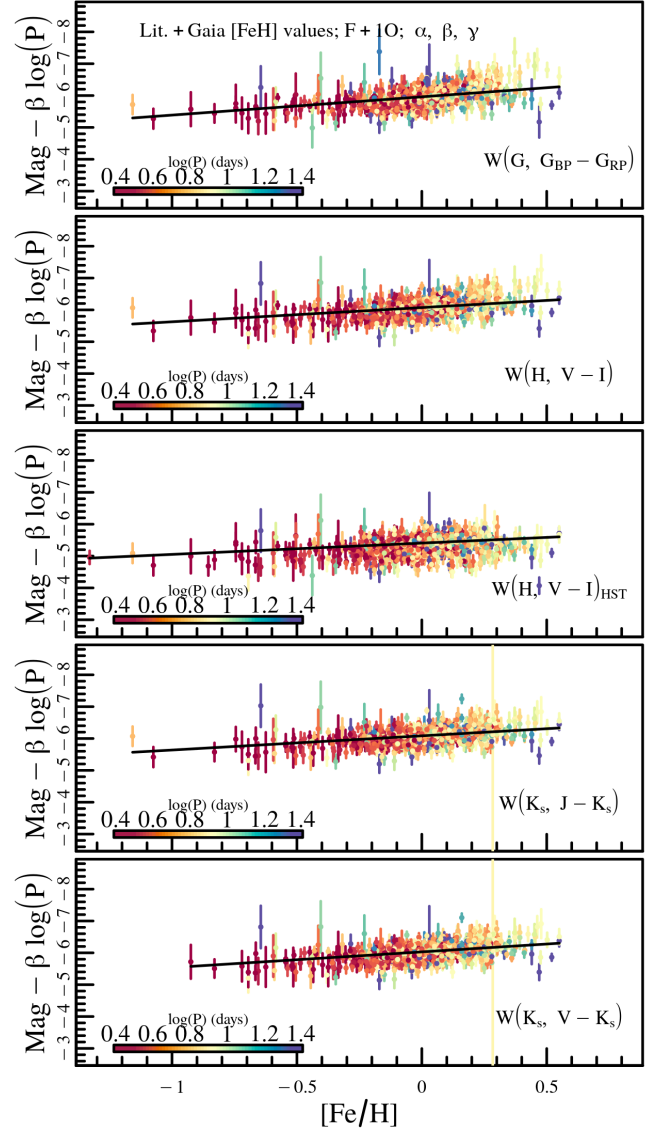 Lit. + Gaia [FeH] values; F + 1O; α, β, γ
Mag − β log(P)
−8
−7
−6
−5
−4
−3
W(G, G_BP − G_RP)
log(P) (days)
0.4 0.6 0.8 1 1.2 1.4
Mag − β log(P)
−8
−7
−6
−5
−4
−3
W(H, V − I)
log(P) (days)
0.4 0.6 0.8 1 1.2 1.4
Mag − β log(P)
−8
−7
−6
−5
−4
−3
W(H, V − I)_HST
log(P) (days)
0.4 0.6 0.8 1 1.2 1.4
Mag − β log(P)
−8
−7
−6
−5
−4
−3
W(K_s, J − K_s)
log(P) (days)
0.4 0.6 0.8 1 1.2 1.4
Mag − β log(P)
−8
−7
−6
−5
−4
−3
W(K_s, V − K_s)
log(P) (days)
0.4 0.6 0.8 1 1.2 1.4
−1 −0.5 0 0.5
[Fe/H]